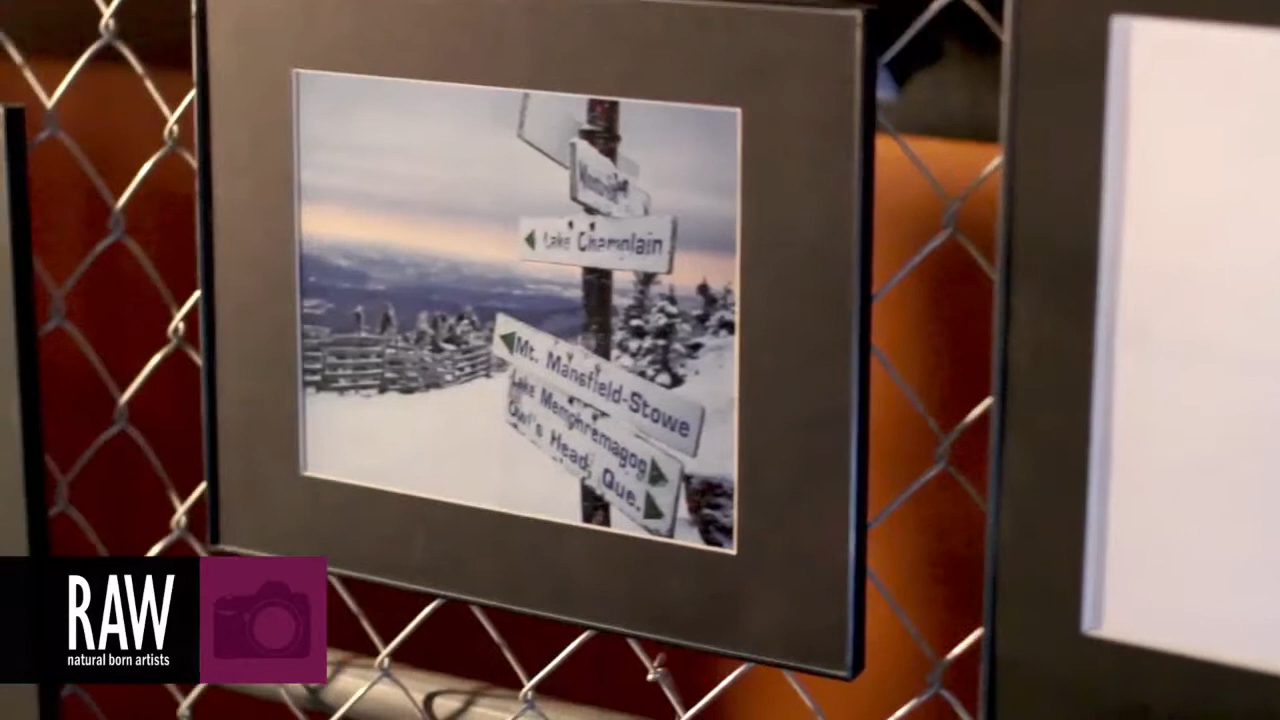 Lake Champlain
Mt. Mansfield-Stowe
Lake Memphremagog
Owl's Head, Que.
RAW
natural born artists